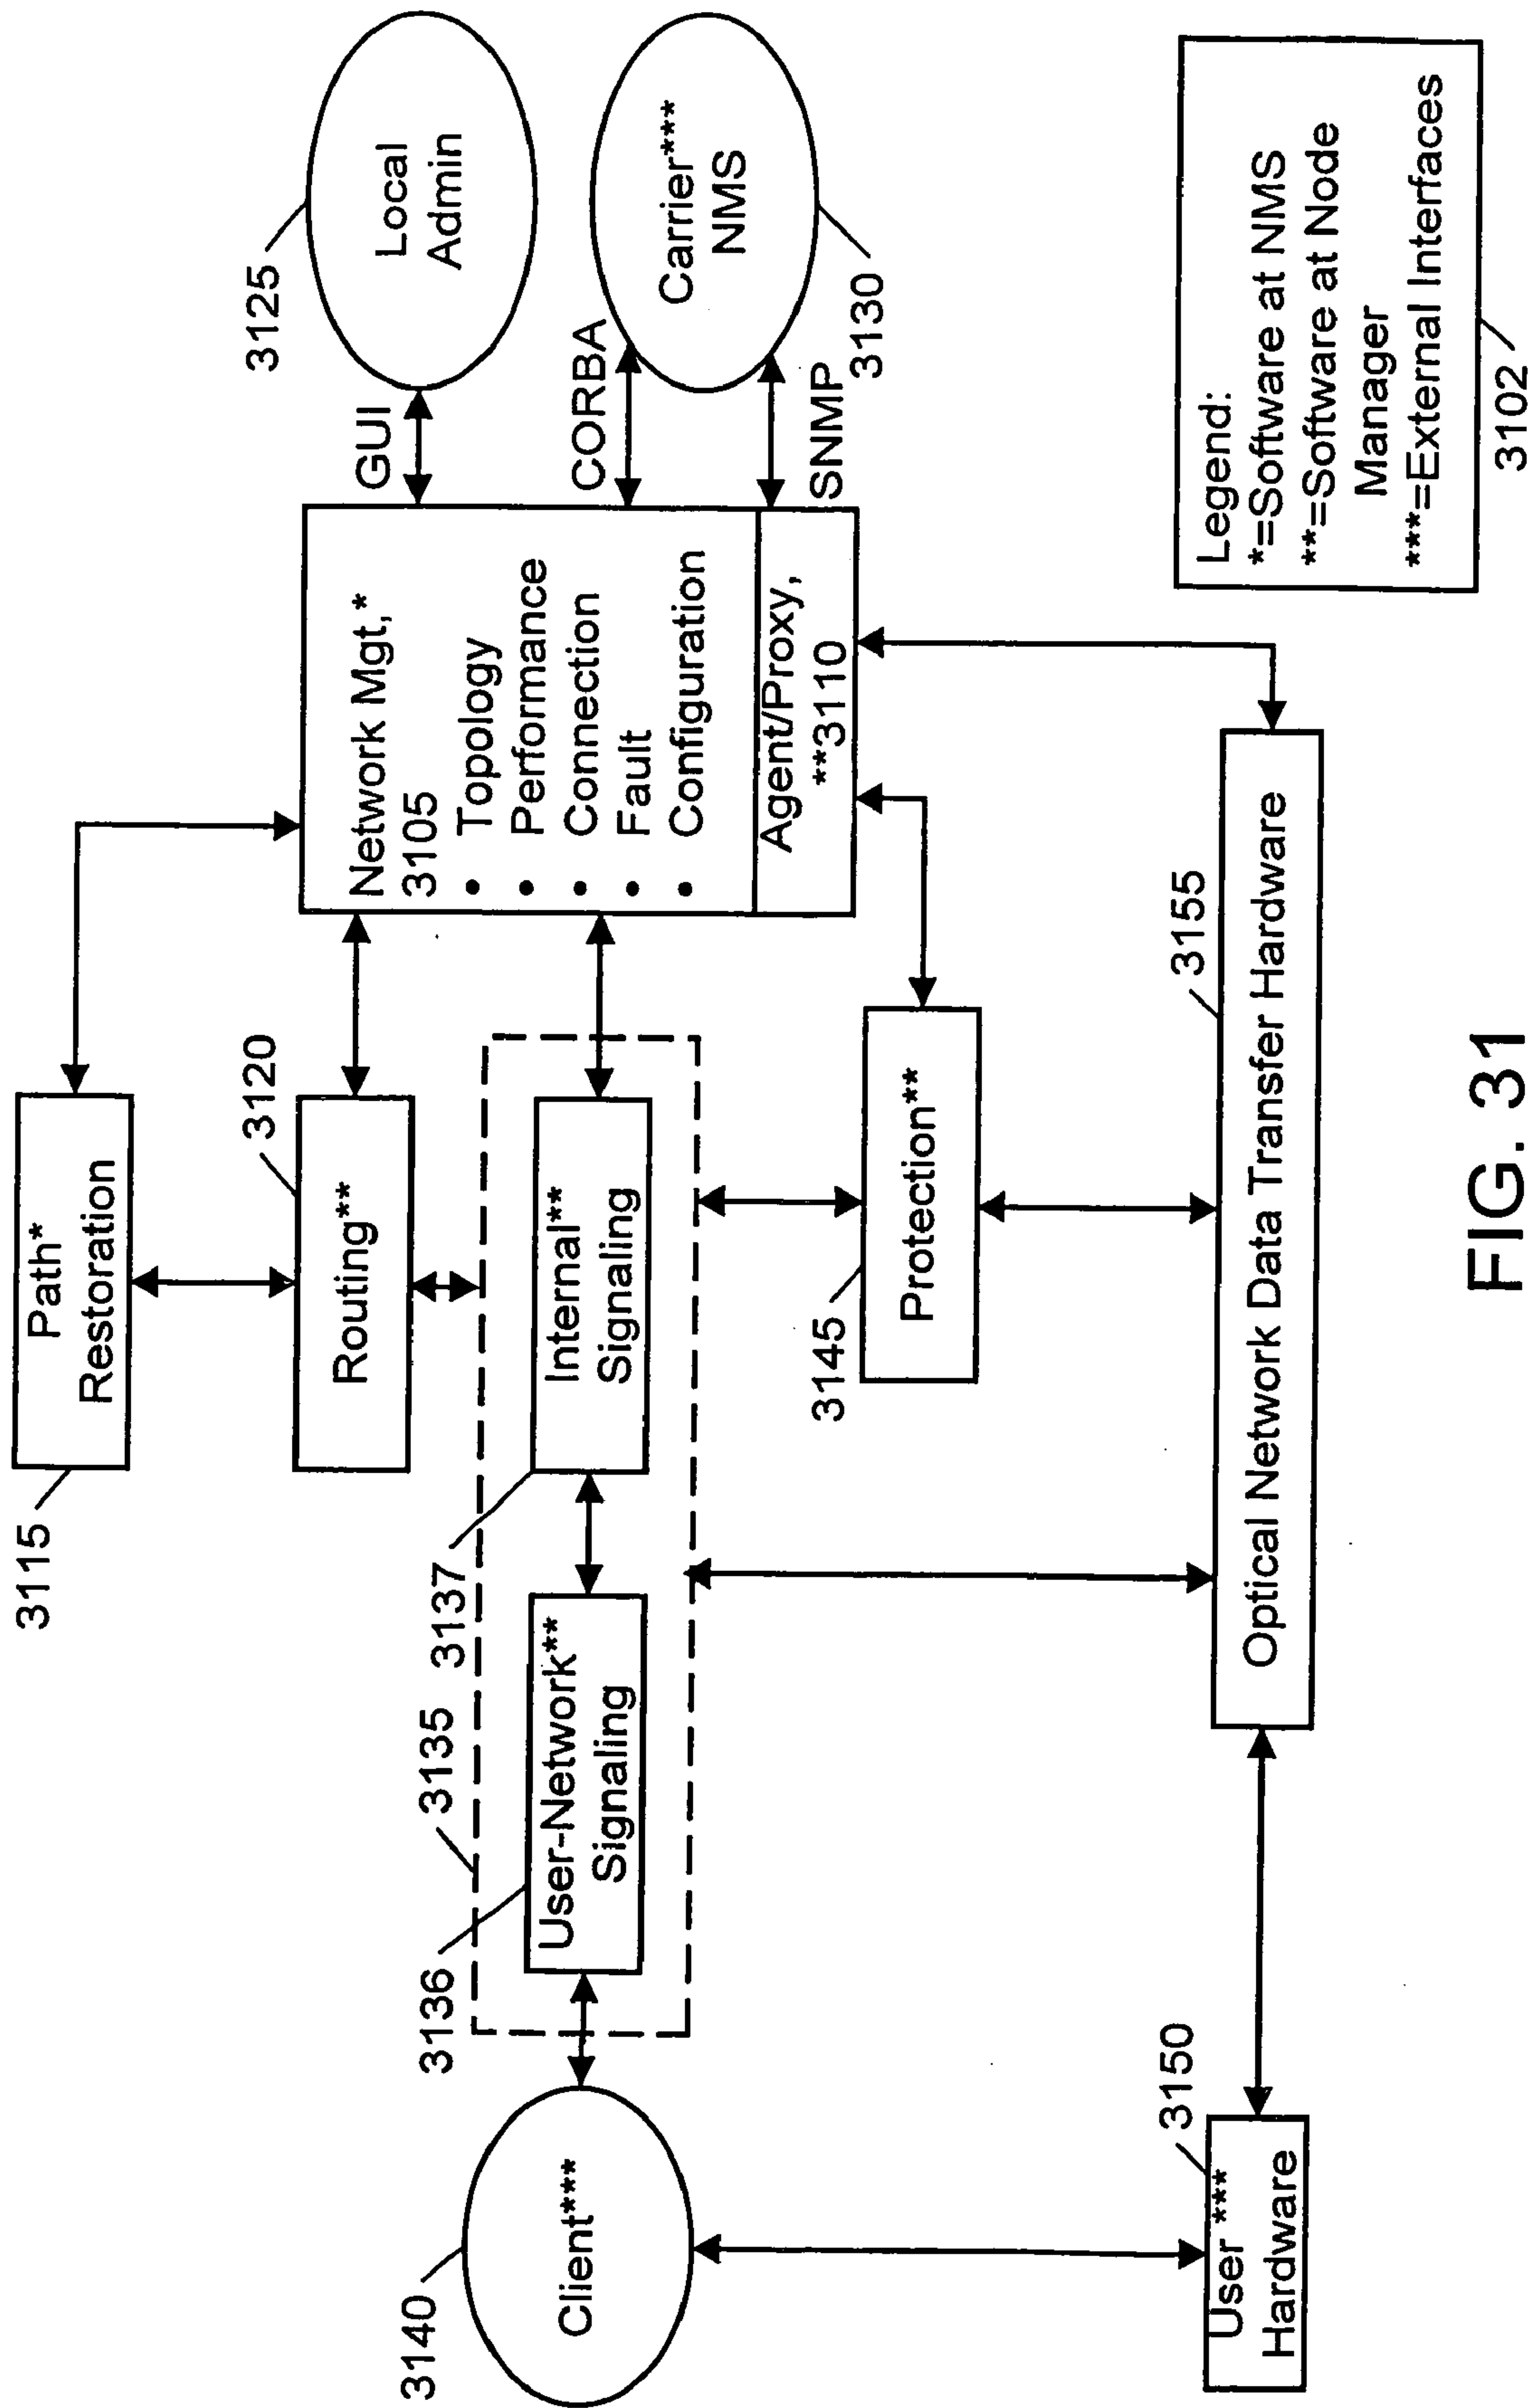 3115
Path*
Restoration
3120
Routing**
3125
Local
Admin
GUI
Network Mgt,*
3105
• Topology
• Performance
• Connection
• Fault
• Configuration
Agent/Proxy,
**3110
CORBA
SNMP
Carrier***
NMS
3130
3140
Client***
3136
3135
3137
User-Network**
Signaling
Internal**
Signaling
3145
Protection**
3150
User***
Hardware
3155
Optical Network Data Transfer Hardware
Legend:
*=Software at NMS
**=Software at Node
Manager
***=External Interfaces
3102
FIG. 31